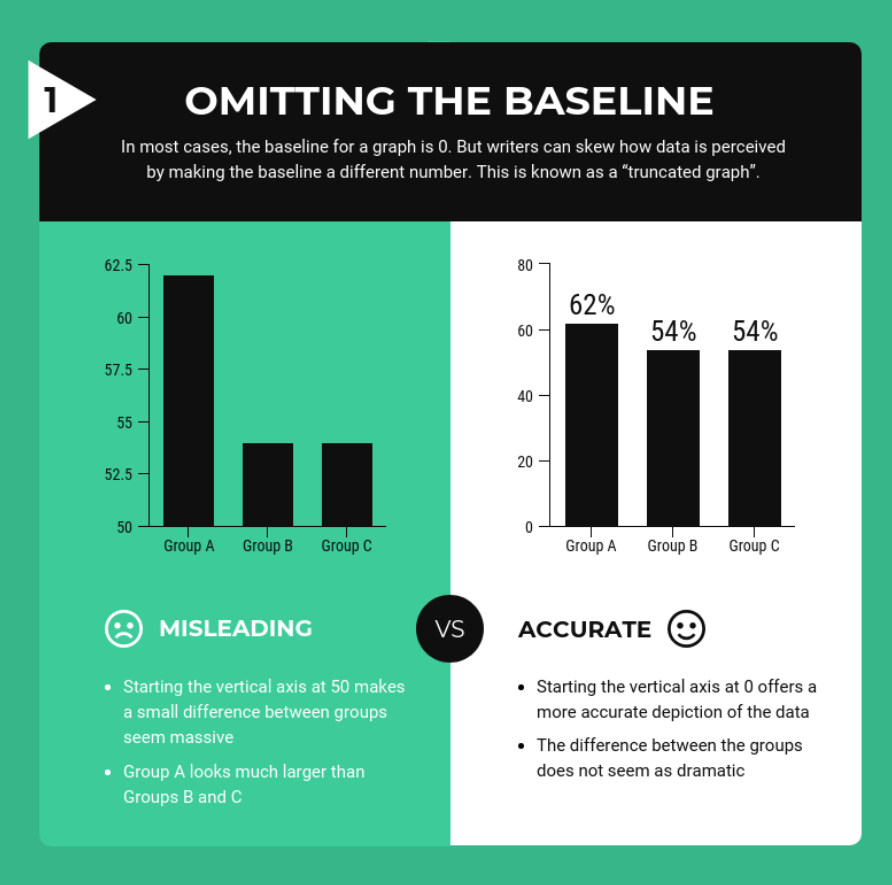 1
OMITTING THE BASELINE
In most cases, the baseline for a graph is 0. But writers can skew how data is perceived
by making the baseline a different number. This is known as a “truncated graph”.
62.5
60
57.5
55
52.5
50
Group A Group B Group C
80
60
40
20
0
62%
54%
54%
Group A Group B Group C
MISLEADING
VS
ACCURATE
• Starting the vertical axis at 50 makes
a small difference between groups
seem massive
• Group A looks much larger than
Groups B and C
• Starting the vertical axis at 0 offers a
more accurate depiction of the data
• The difference between the groups
does not seem as dramatic